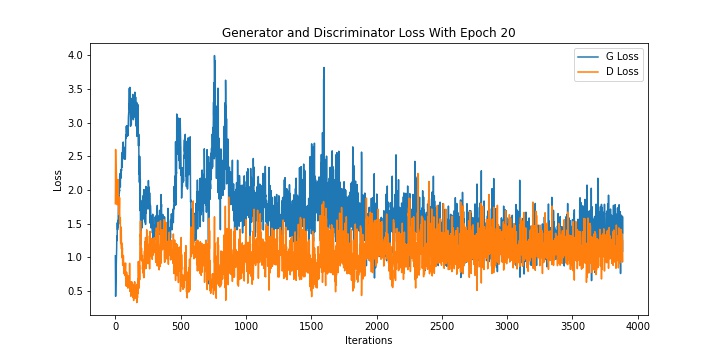 Generator and Discriminator Loss With Epoch 20
4.0
3.5
3.0
2.5
2.0
1.5
1.0
0.5
Loss
G Loss
D Loss
0 500 1000 1500 2000 2500 3000 3500 4000
Iterations